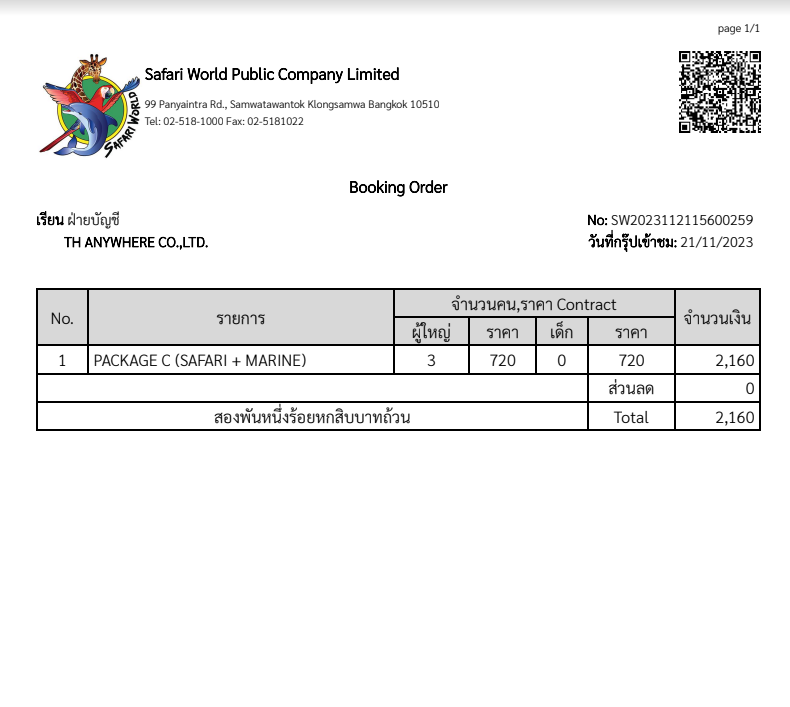 page 1/1
SAFARI WORLD
Safari World Public Company Limited
99 Panyaintra Rd., Samwatawantok Klongsamwa Bangkok 10510
Tel: 02-518-1000 Fax: 02-5181022
Booking Order
เรียน ฝ่ายบัญชี
TH ANYWHERE CO.,LTD.
No: SW2023112115600259
วันที่กรุ๊ปเข้าชม: 21/11/2023
No. รายการ จำนวนคน,ราคา Contract จำนวนเงิน
ผู้ใหญ่ ราคา เด็ก ราคา
1 PACKAGE C (SAFARI + MARINE) 3 720 0 720 2,160
ส่วนลด 0
สองพันหนึ่งร้อยหกสิบบาทถ้วน Total 2,160